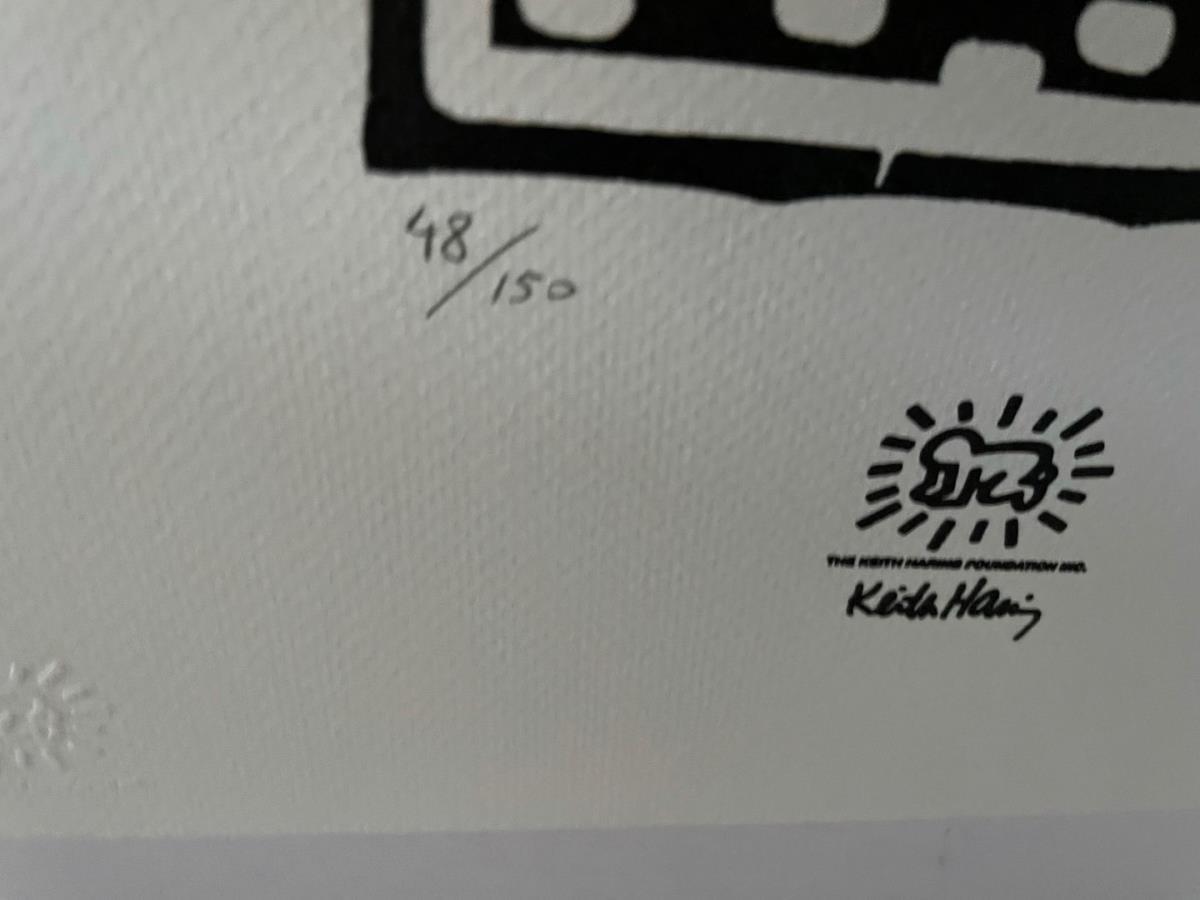 48/150
THE KEITH HARING FOUNDATION INC.
Keith Haring